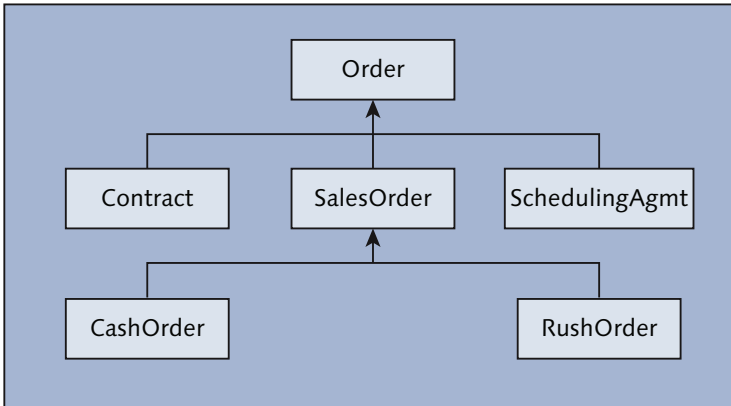 Order
Contract
SalesOrder
SchedulingAgmt
CashOrder
RushOrder